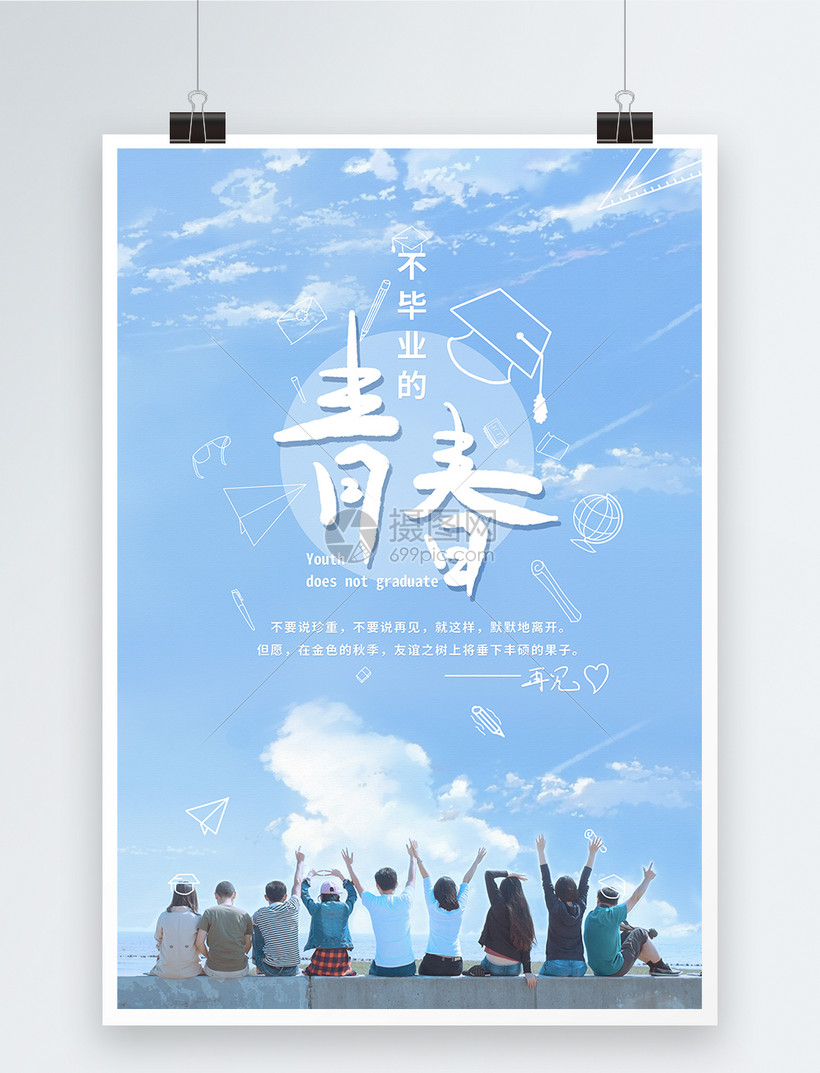 不毕业的
青春
摄图网
699pic.com
Youth
does not graduate
不要说珍重，不要说再见，就这样，默默地离开。
但愿，在金色的秋季，友谊之树上将垂下丰硕的果子。
——再见